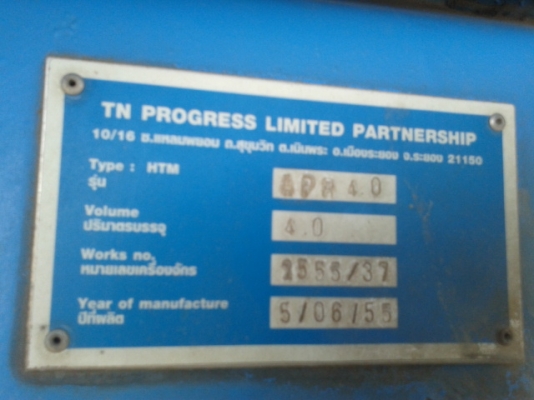 TN PROGRESS LIMITED PARTNERSHIP
10/16 ซ.แหลมพยอม ถ.สุขุมวิท ต.เนินพระ อ.เมืองระยอง จ.ระยอง 21150
Type : HTM
รุ่น
4.0
Volume
ปริมาตรบรรจุ
4.0
Works no.
หมายเลขเครื่องจักร
2555/37
Year of manufacture
ปีที่ผลิต
5/06/55